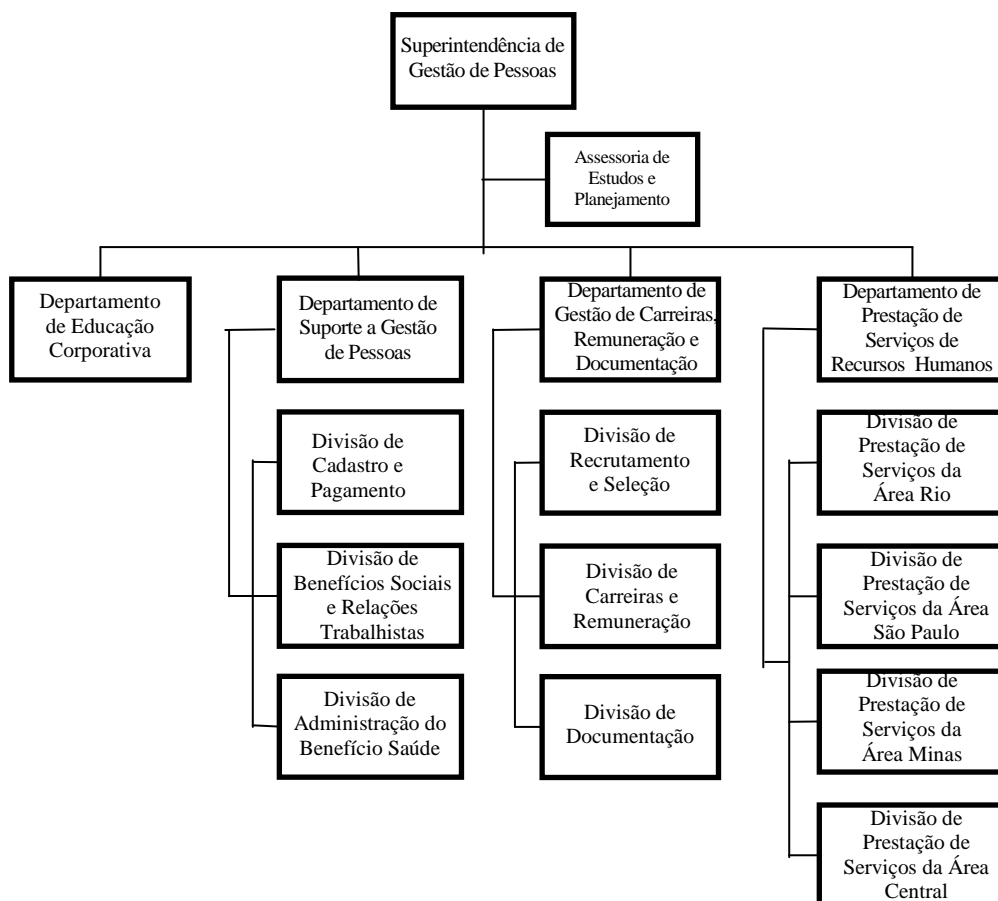 Superintendência de
Gestão de Pessoas
Assessoria de
Estudos e
Planejamento
Departamento
de Educação
Corporativa
Departamento de
Suporte a Gestão
de Pessoas
Departamento de
Gestão de Carreiras,
Remuneração e
Documentação
Departamento de
Prestação de
Serviços de
Recursos Humanos
Divisão de
Cadastro e
Pagamento
Divisão de
Recrutamento
e Seleção
Divisão de
Prestação de
Serviços da
Área Rio
Divisão de
Benefícios Sociais
e Relações
Trabalhistas
Divisão de
Carreiras e
Remuneração
Divisão de
Prestação de
Serviços da Área
São Paulo
Divisão de
Administração do
Benefício Saúde
Divisão de
Documentação
Divisão de
Prestação de
Serviços da
Área Minas
Divisão de
Prestação de
Serviços da Área
Central